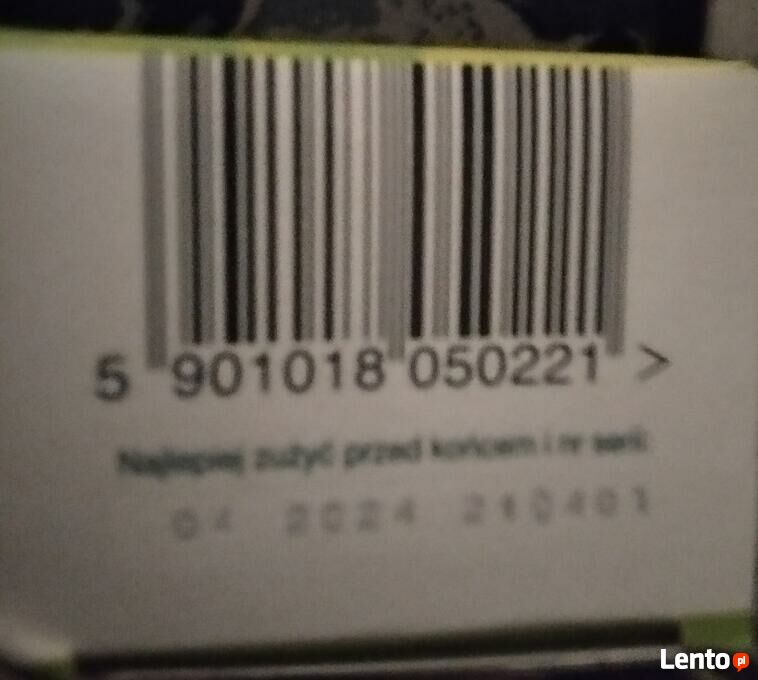 5 901018 050221 >
Najlepiej zużyć przed końcem i nr serii:
04 2024 210401
Lento pl